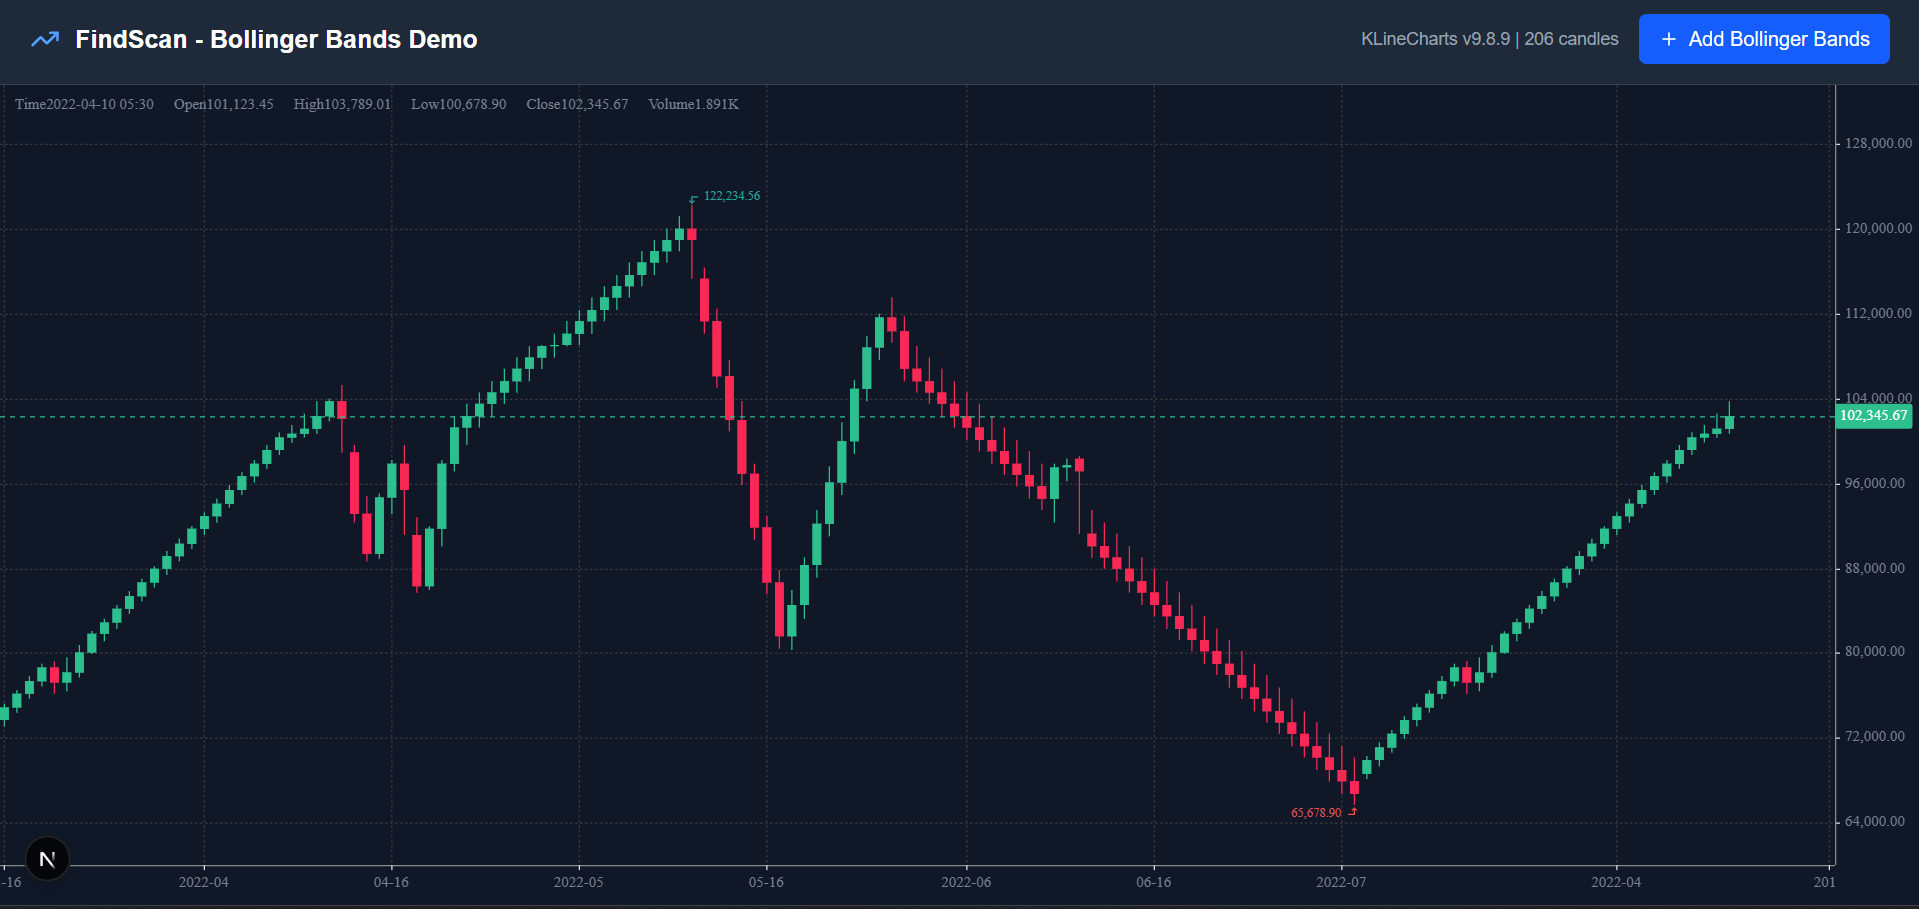 FindScan - Bollinger Bands Demo
KLineCharts v9.8.9 | 206 candles
+ Add Bollinger Bands
Time2022-04-10 05:30 Open101,123.45 High103,789.01 Low100,678.90 Close102,345.67 Volume1.891K
128,000.00
122,234.56
120,000.00
112,000.00
104,000.00
102,345.67
96,000.00
88,000.00
80,000.00
72,000.00
65,678.90
64,000.00
N
-16 2022-04 04-16 2022-05 05-16 2022-06 06-16 2022-07 2022-04 201